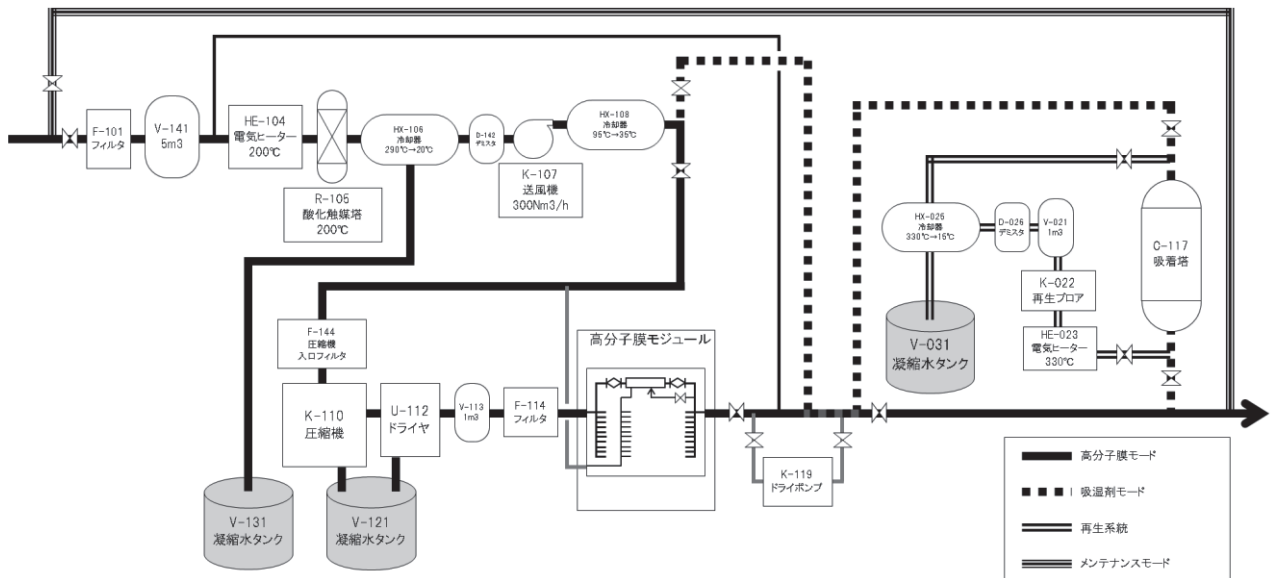 F-101
フィルタ
V-141
5m3
HE-104
電気ヒーター
200℃
R-105
酸化触媒塔
200℃
HX-106
冷却器
290℃→20℃
D-142
デミスタ
K-107
送風機
300Nm3/h
HX-108
冷却器
95℃→35℃
HX-026
冷却器
330℃→15℃
D-026
デミスタ
V-021
1m3
K-022
再生ブロア
HE-023
電気ヒーター
330℃
C-117
吸着塔
V-031
凝縮水タンク
F-144
圧縮機
入口フィルタ
K-110
圧縮機
U-112
ドライヤ
V-113
1m3
F-114
フィルタ
高分子膜モジュール
K-119
ドライポンプ
V-131
凝縮水タンク
V-121
凝縮水タンク
高分子膜モード
吸湿剤モード
再生系統
メンテナンスモード